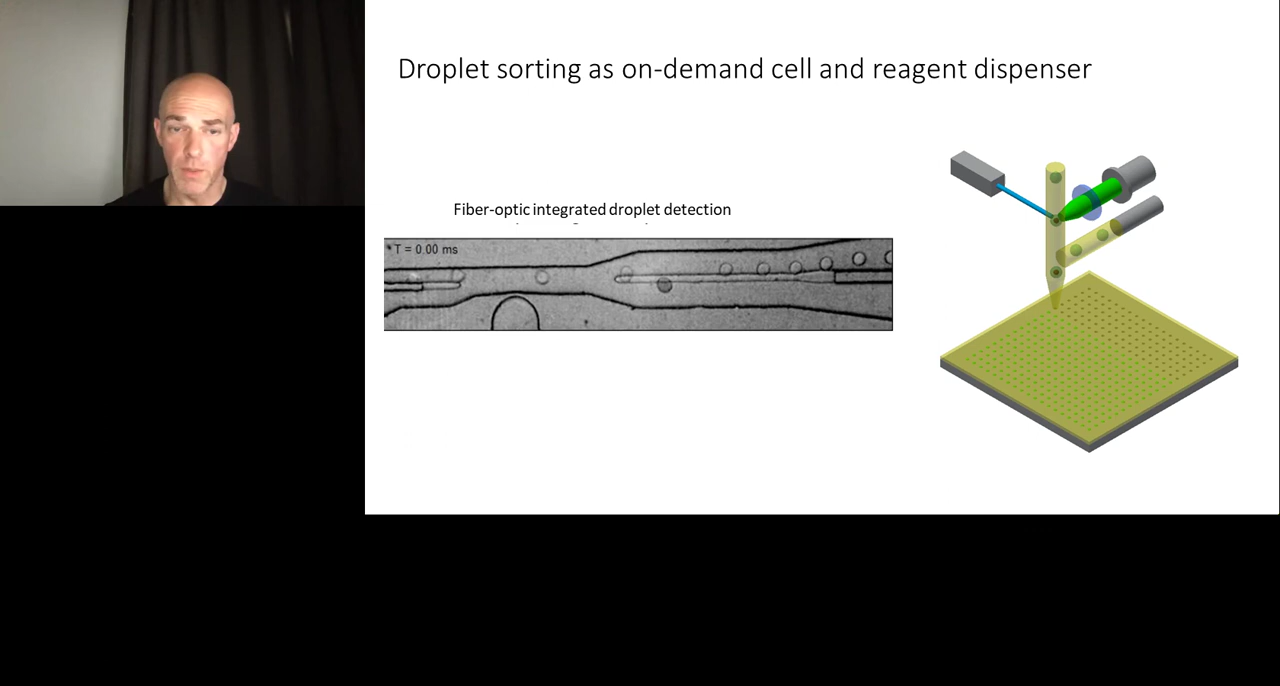 Droplet sorting as on-demand cell and reagent dispenser
Fiber-optic integrated droplet detection
T = 0.00 ms